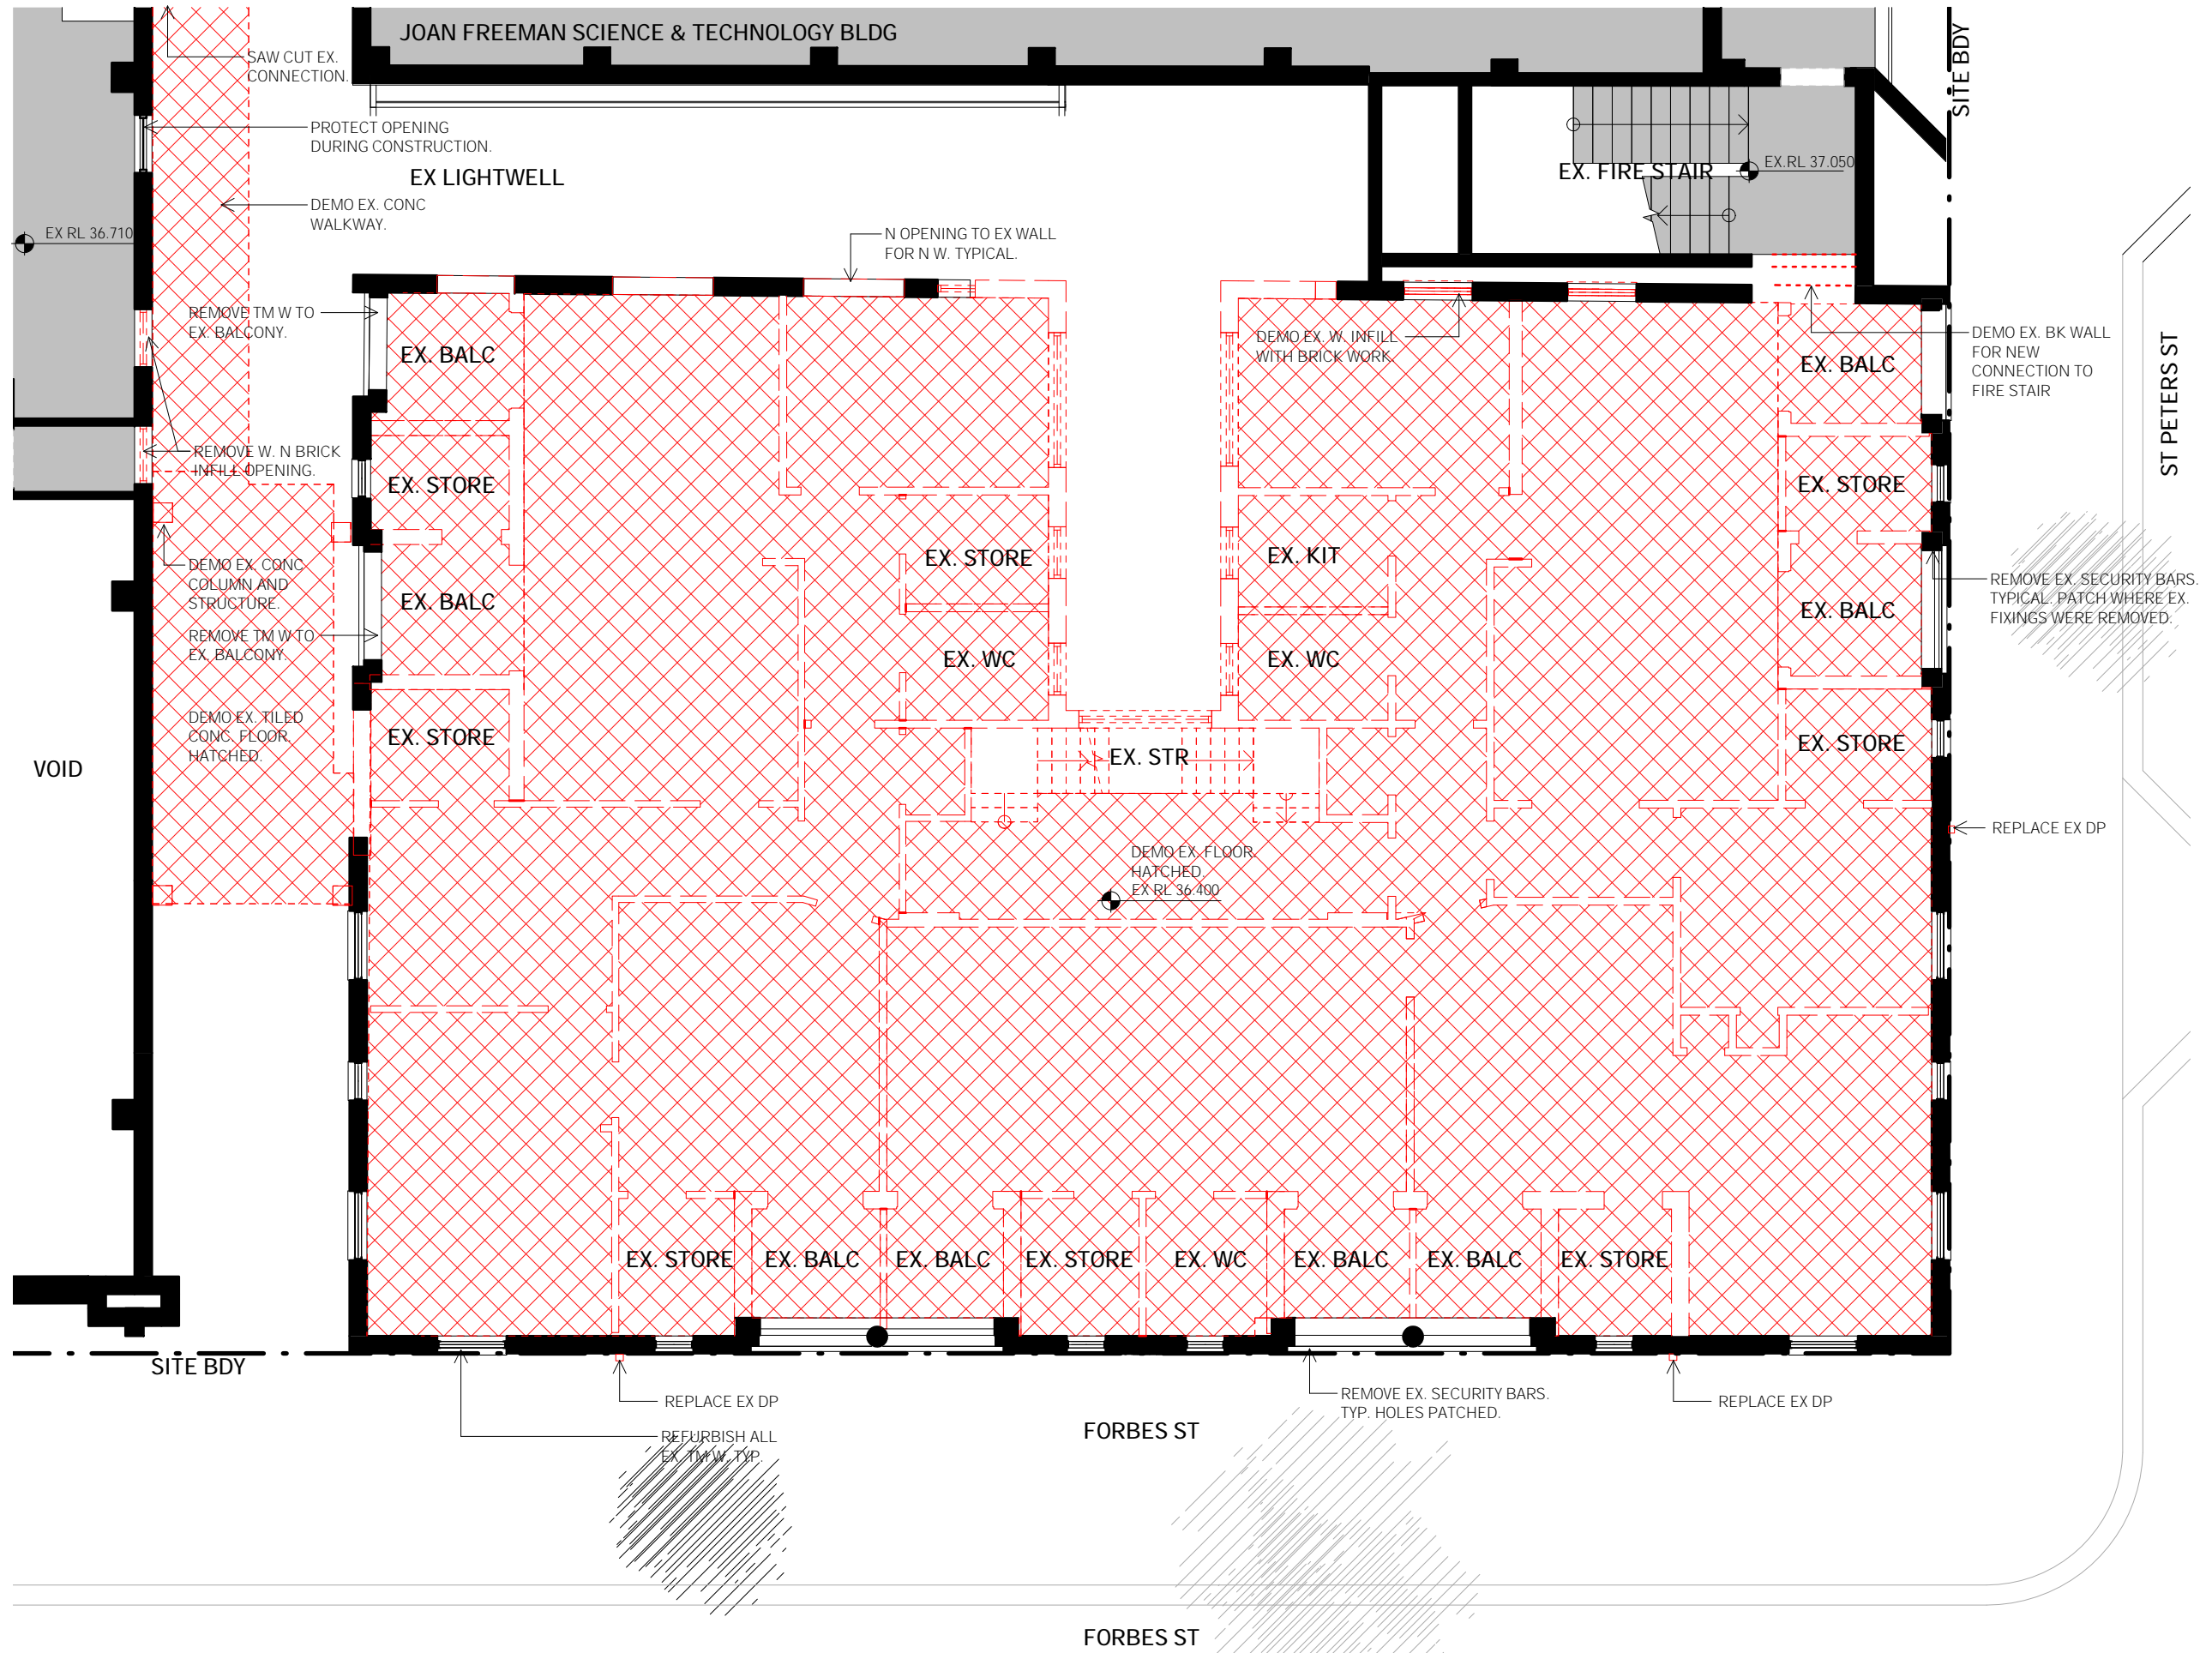 JOAN FREEMAN SCIENCE & TECHNOLOGY BLDG
SITE BDY
SAW CUT EX.
CONNECTION.
PROTECT OPENING
DURING CONSTRUCTION.
EX LIGHTWELL
EX. FIRE STAIR
EX.RL 37.050
DEMO EX. CONC
WALKWAY.
EX RL 36.710
N OPENING TO EX WALL
FOR N W. TYPICAL.
REMOVE TM W TO
EX. BALCONY.
EX. BALC
DEMO EX. W. INFILL
WITH BRICK WORK
EX. BALC
DEMO EX. BK WALL
FOR NEW
CONNECTION TO
FIRE STAIR
ST PETERS ST
REMOVE W. N BRICK
INFILL OPENING.
EX. STORE
EX. STORE
DEMO EX. CONC
COLUMN AND
STRUCTURE.
EX. STORE
EX. KIT
EX. BALC
EX. BALC
REMOVE EX. SECURITY BARS.
TYPICAL. PATCH WHERE EX.
FIXINGS WERE REMOVED.
REMOVE TM W TO
EX. BALCONY.
EX. WC
EX. WC
DEMO EX. TILED
CONC. FLOOR.
HATCHED.
EX. STORE
EX. STR
EX. STORE
VOID
REPLACE EX DP
DEMO EX. FLOOR.
HATCHED.
EX RL 36.400
EX. STORE
EX. BALC
EX. BALC
EX. STORE
EX. WC
EX. BALC
EX. BALC
EX. STORE
SITE BDY
REPLACE EX DP
REMOVE EX. SECURITY BARS.
TYP. HOLES PATCHED.
REPLACE EX DP
REFURBISH ALL
EX. TM W. TYP.
FORBES ST
FORBES ST